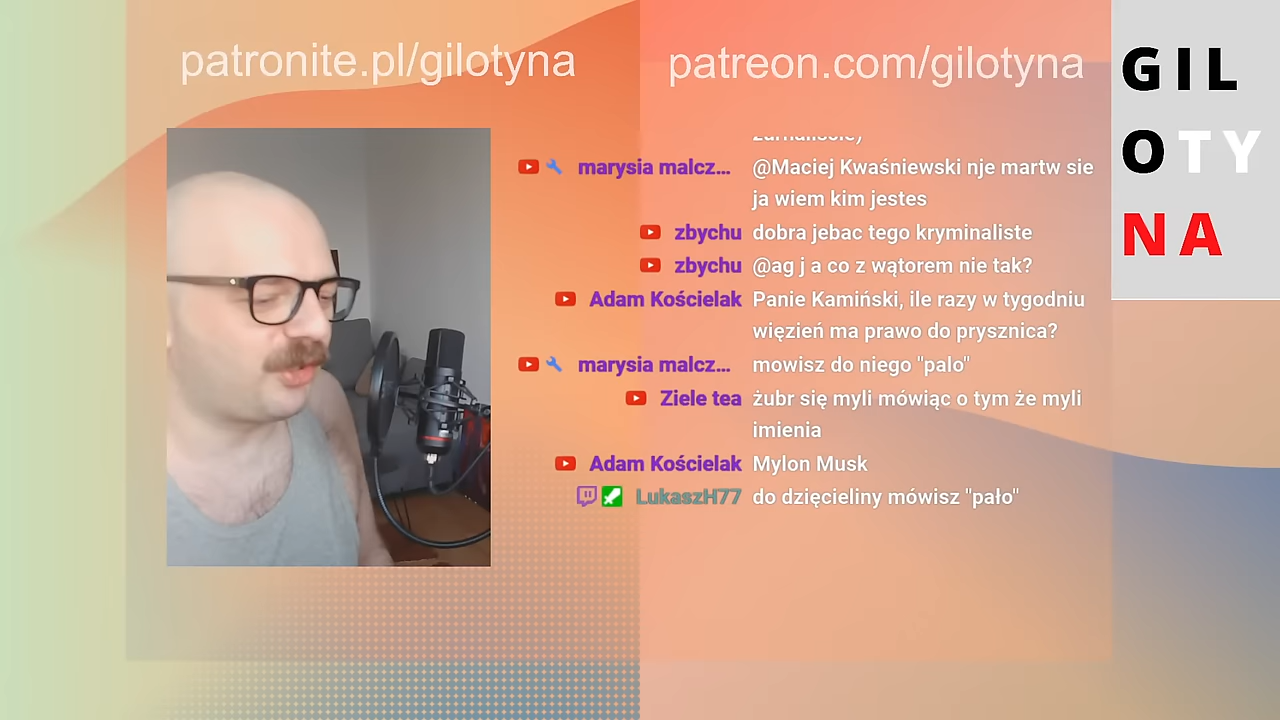 patronite.pl/gilotyna
patreon.com/gilotyna
GIL
OTY
NA
marysia malcz... @Maciej Kwaśniewski nje martw sie
ja wiem kim jestes
zbychu dobra jebac tego kryminaliste
zbychu @ag j a co z wątorem nie tak?
Adam Kościelak Panie Kamiński, ile razy w tygodniu
więzień ma prawo do prysznica?
marysia malcz... mowisz do niego "palo"
Ziele tea żubr się myli mówiąc o tym że myli
imienia
Adam Kościelak Mylon Musk
LukaszH77 do dzięcieliny mówisz "pało"